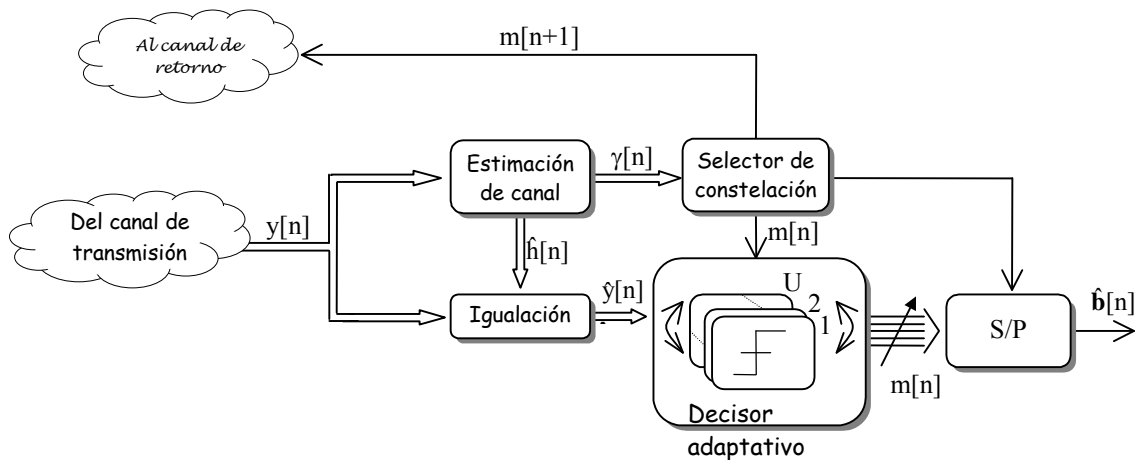 Al canal de
retorno
m[n+1]
Estimación
de canal
γ[n]
Selector de
constelación
Del canal de
transmisión
y[n]
ĥ[n]
m[n]
Igualación
ŷ[n]
U
2
1
Decisor
adaptativo
m[n]
S/P
b̂[n]